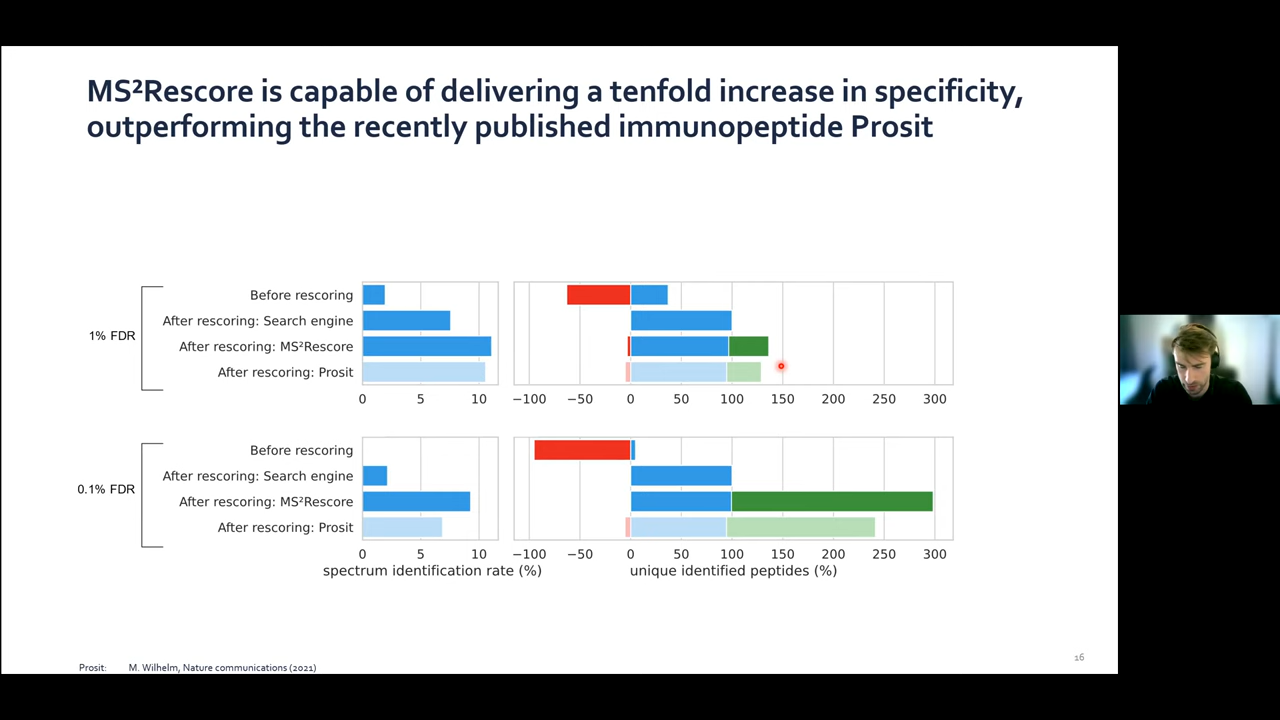 MS²Rescore is capable of delivering a tenfold increase in specificity,
outperforming the recently published immunopeptide Prosit
1% FDR
Before rescoring
After rescoring: Search engine
After rescoring: MS²Rescore
After rescoring: Prosit
0 5 10 −100 −50 0 50 100 150 200 250 300
0.1% FDR
Before rescoring
After rescoring: Search engine
After rescoring: MS²Rescore
After rescoring: Prosit
0 5 10 −100 −50 0 50 100 150 200 250 300
spectrum identification rate (%) unique identified peptides (%)
16
Prosit: M. Wilhelm, Nature communications (2021)